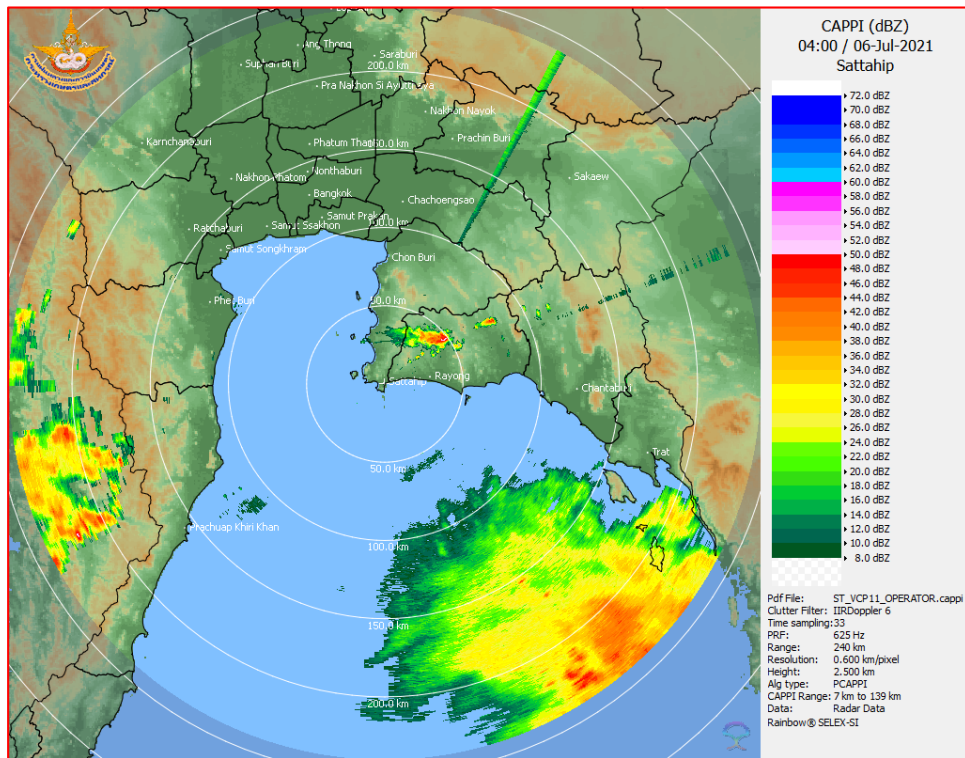 Ang Thong
Saraburi
Suphan Buri
200.0 km
Pra Nakhon Si Ayuttaya
Nakhon Nayok
Karnchanaburi
Phatum Thani
Prachin Buri
Nonthaburi
Nakhon Phatom
Sakaew
Bangkok
Chachoengsao
Samut Prakan
Ratchaburi
Samut Ssakhon
100.0 km
Samut Songkhram
Chon Buri
Phet Buri
50.0 km
Sattahip
Rayong
Chantaburi
Trat
50.0 km
Prachuap Khiri Khan
100.0 km
150.0 km
200.0 km
CAPPI (dBZ)
04:00 / 06-Jul-2021
Sattahip
72.0 dBZ
70.0 dBZ
68.0 dBZ
66.0 dBZ
64.0 dBZ
62.0 dBZ
60.0 dBZ
58.0 dBZ
56.0 dBZ
54.0 dBZ
52.0 dBZ
50.0 dBZ
48.0 dBZ
46.0 dBZ
44.0 dBZ
42.0 dBZ
40.0 dBZ
38.0 dBZ
36.0 dBZ
34.0 dBZ
32.0 dBZ
30.0 dBZ
28.0 dBZ
26.0 dBZ
24.0 dBZ
22.0 dBZ
20.0 dBZ
18.0 dBZ
16.0 dBZ
14.0 dBZ
12.0 dBZ
10.0 dBZ
8.0 dBZ
Pdf File: ST_VCP11_OPERATOR.cappi
Clutter Filter: IIRDoppler 6
Time sampling:33
PRF: 625 Hz
Range: 240 km
Resolution: 0.600 km/pixel
Height: 2.500 km
Alg type: PCAPPI
CAPPI Range: 7 km to 139 km
Data: Radar Data
Rainbow® SELEX-SI